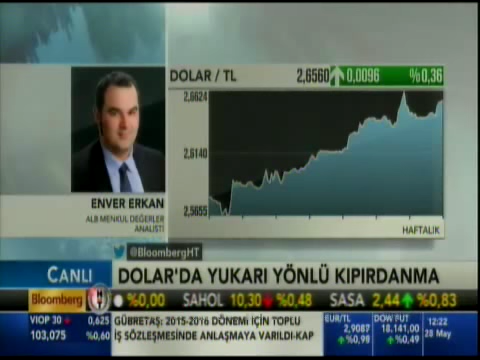 DOLAR / TL 2,6560 0,0096 %0,36
2,6624
2,6140
2,5655
HAFTALIK
ENVER ERKAN
ALB MENKUL DEĞERLER
ANALİSTİ
@BloombergHT
CANLI DOLAR'DA YUKARI YÖNLÜ KIPIRDANMA
Bloomberg HT %0,00 SAHOL 10,30 %0,48 SASA 2,44 %0,83
VIOP 30 0,625
103,075 %0,60
GÜBRETAŞ: 2015-2016 DÖNEMİ İÇİN TOPLU
İŞ SÖZLEŞMESİNDE ANLAŞMAYA VARILDI-KAP
EUR/TL 2,9087 %0,98
DOW FUT 18.141,00 %0,49
12:22
28 May